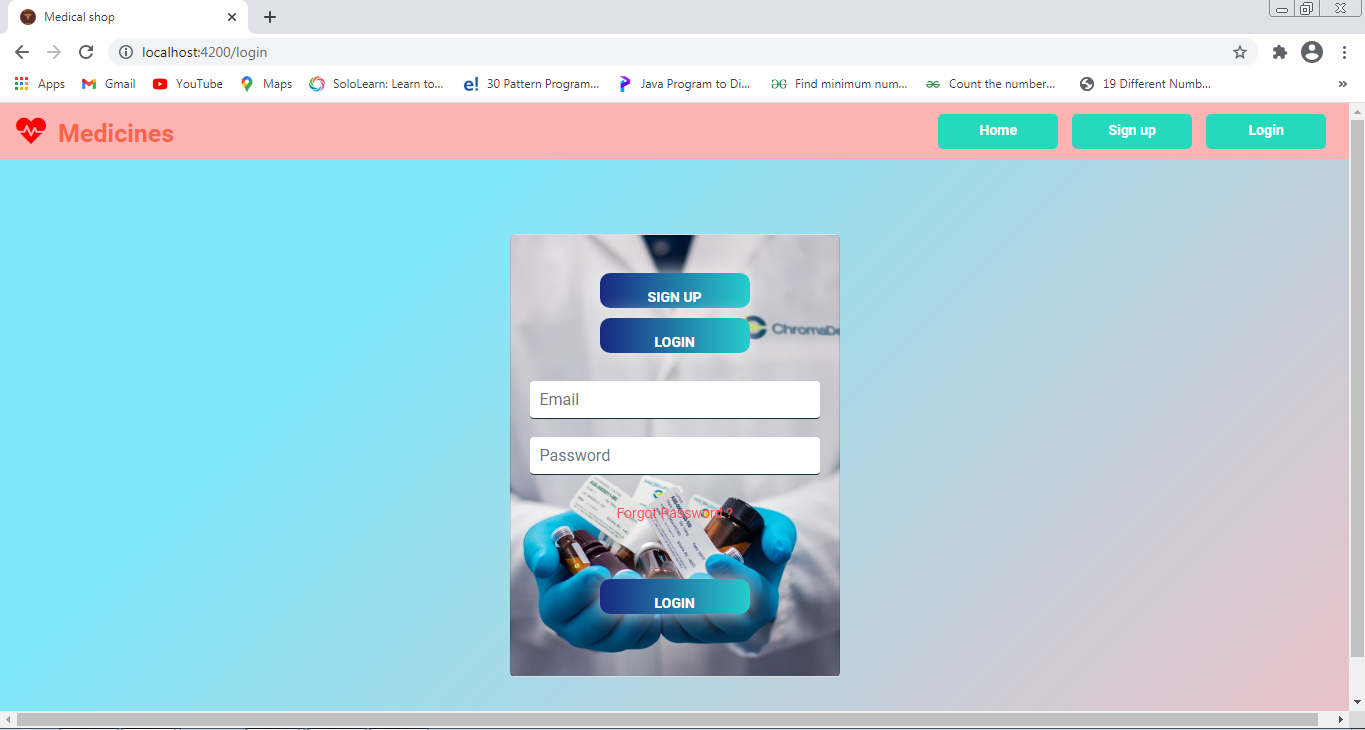 Medical shop
localhost:4200/login
Apps Gmail YouTube Maps SoloLearn: Learn to... e! 30 Pattern Program... Java Program to Di... Find minimum num... Count the number... 19 Different Numb... »
Medicines Home Sign up Login
SIGN UP
ChromaDe
LOGIN
Email
Password
Forgot Password ?
LOGIN